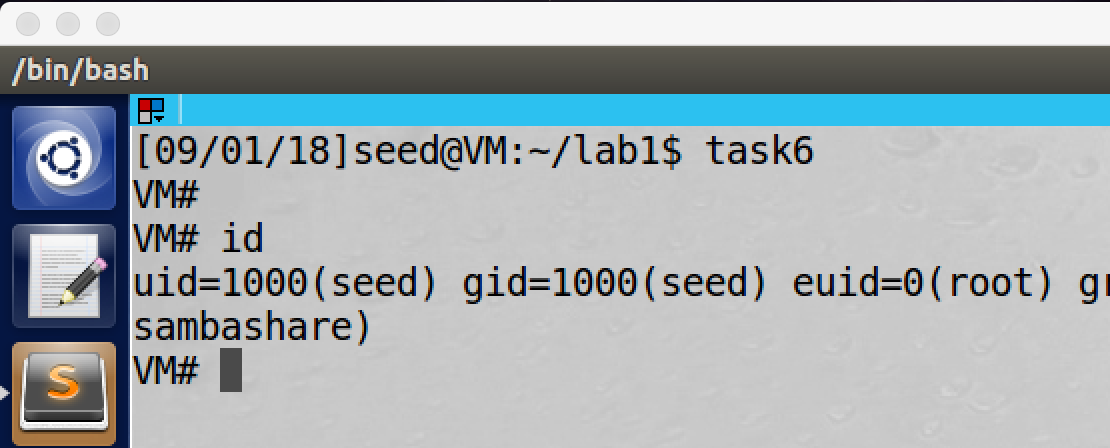 /bin/bash
[09/01/18]seed@VM:~/lab1$ task6
VM#
VM# id
uid=1000(seed) gid=1000(seed) euid=0(root) gr
sambashare)
VM#